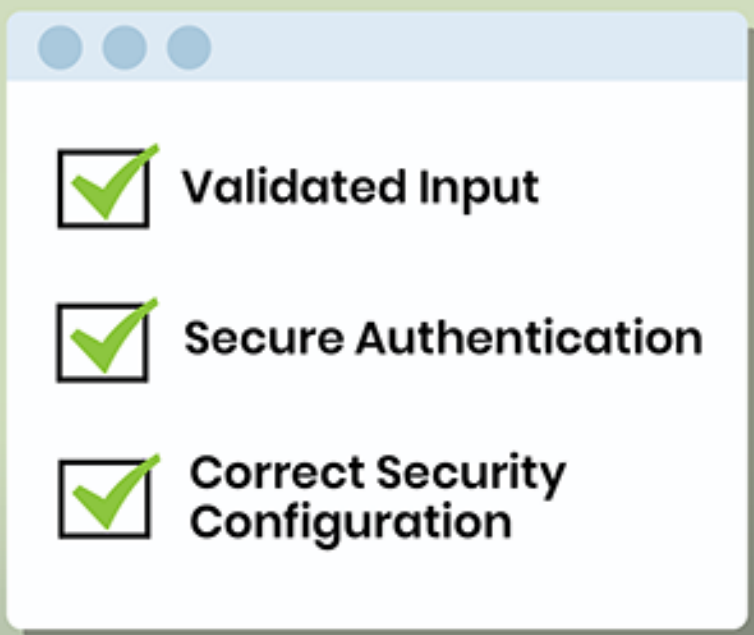 Validated Input
Secure Authentication
Correct Security
Configuration